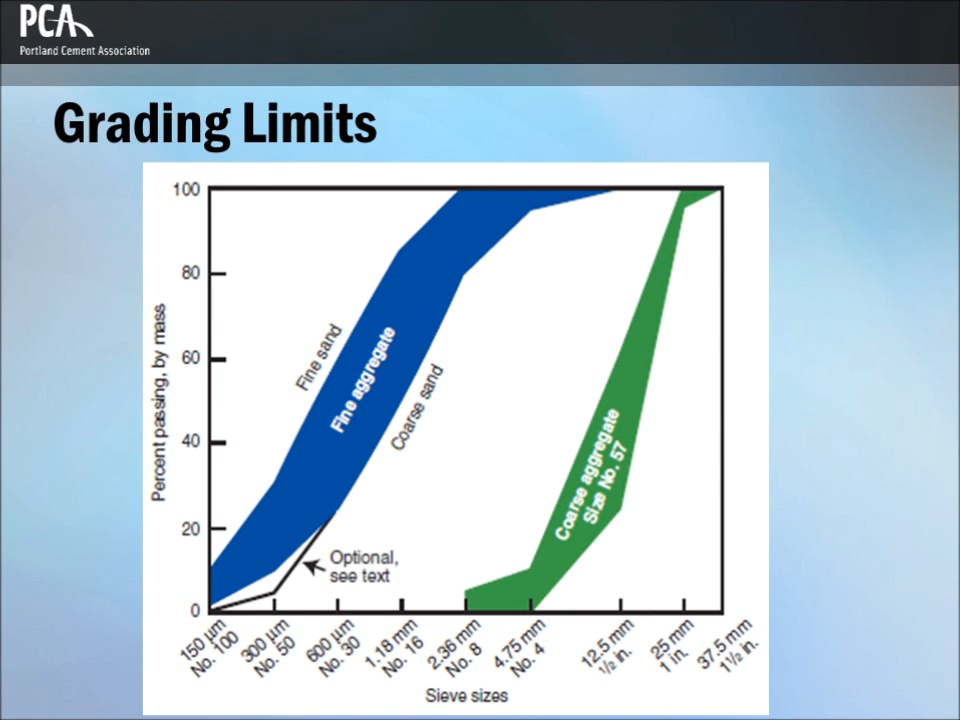 PCA
Portland Cement Association
Grading Limits
100
80
60
40
20
0
Percent passing, by mass
Fine sand
Fine aggregate
Coarse sand
Coarse aggregate
Size No. 57
Optional,
see text
150 µm
No. 100
300 µm
No. 50
600 µm
No. 30
1.18 mm
No. 16
2.36 mm
No. 8
4.75 mm
No. 4
12.5 mm
1/2 in.
25 mm
1 in.
37.5 mm
1½ in.
Sieve sizes